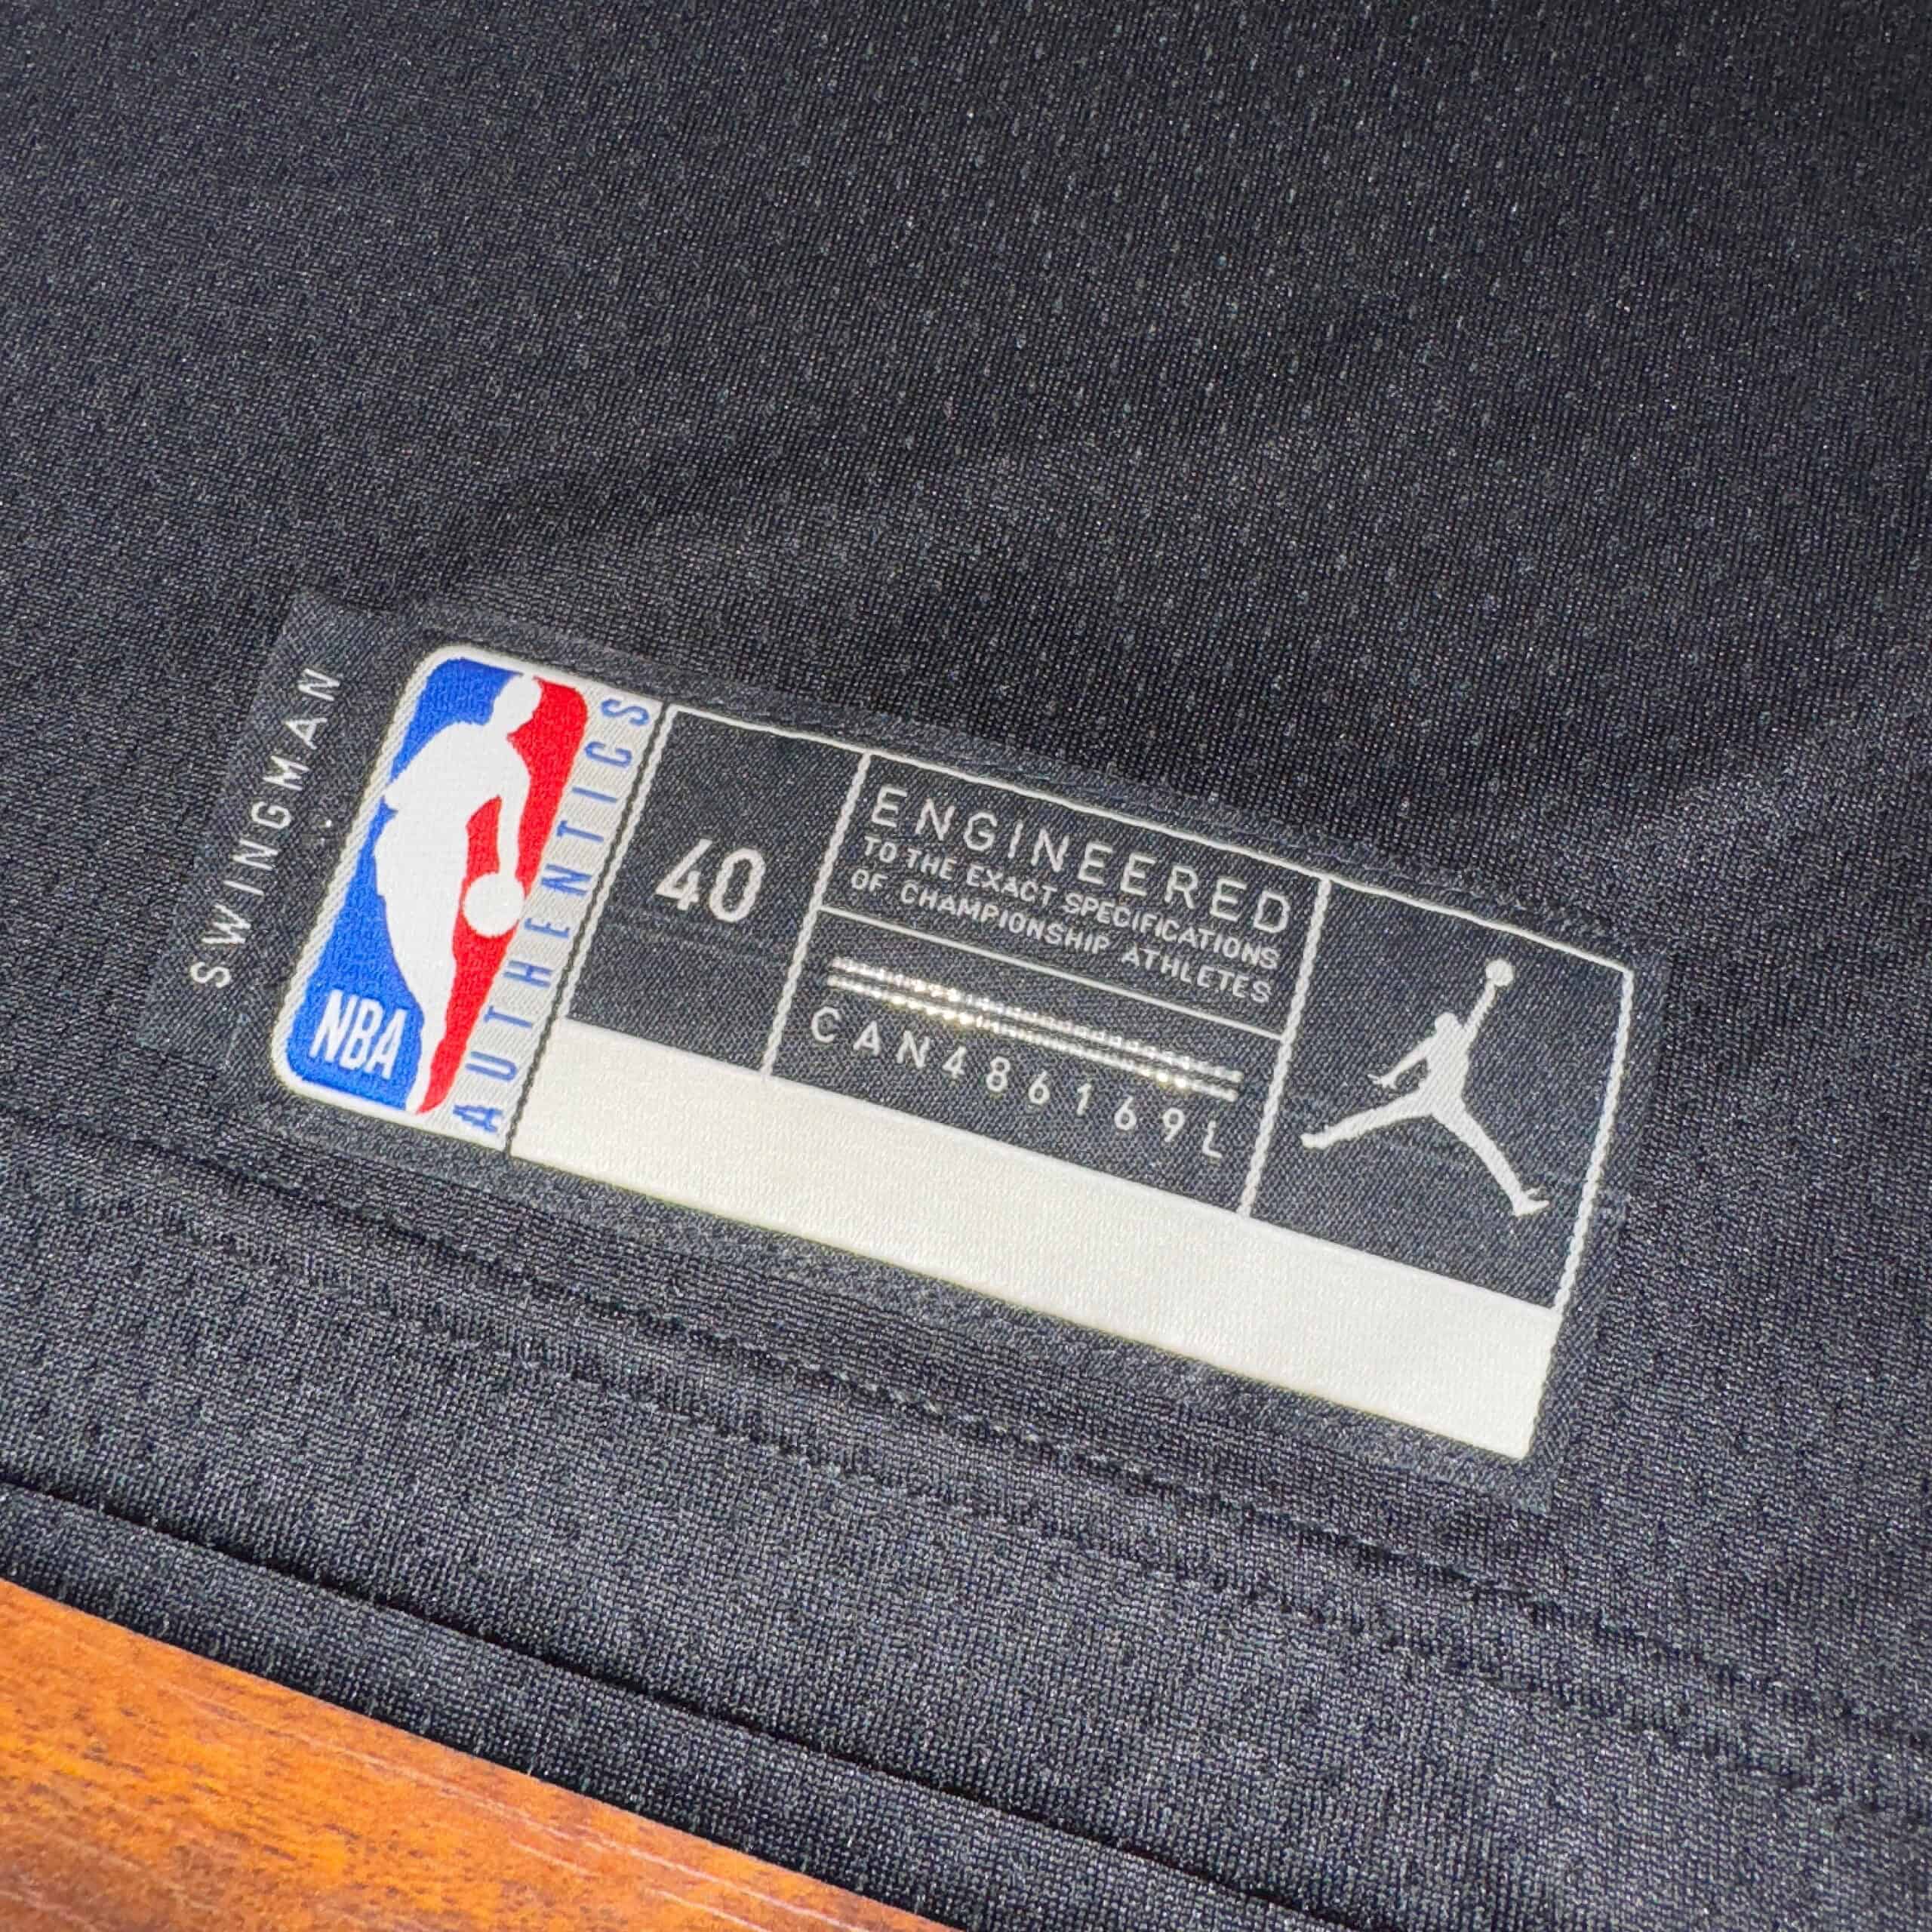 SWINGMAN
NBA
AUTHENTICS
40
ENGINEERED
TO THE EXACT SPECIFICATIONS
OF CHAMPIONSHIP ATHLETES
CAN486169L